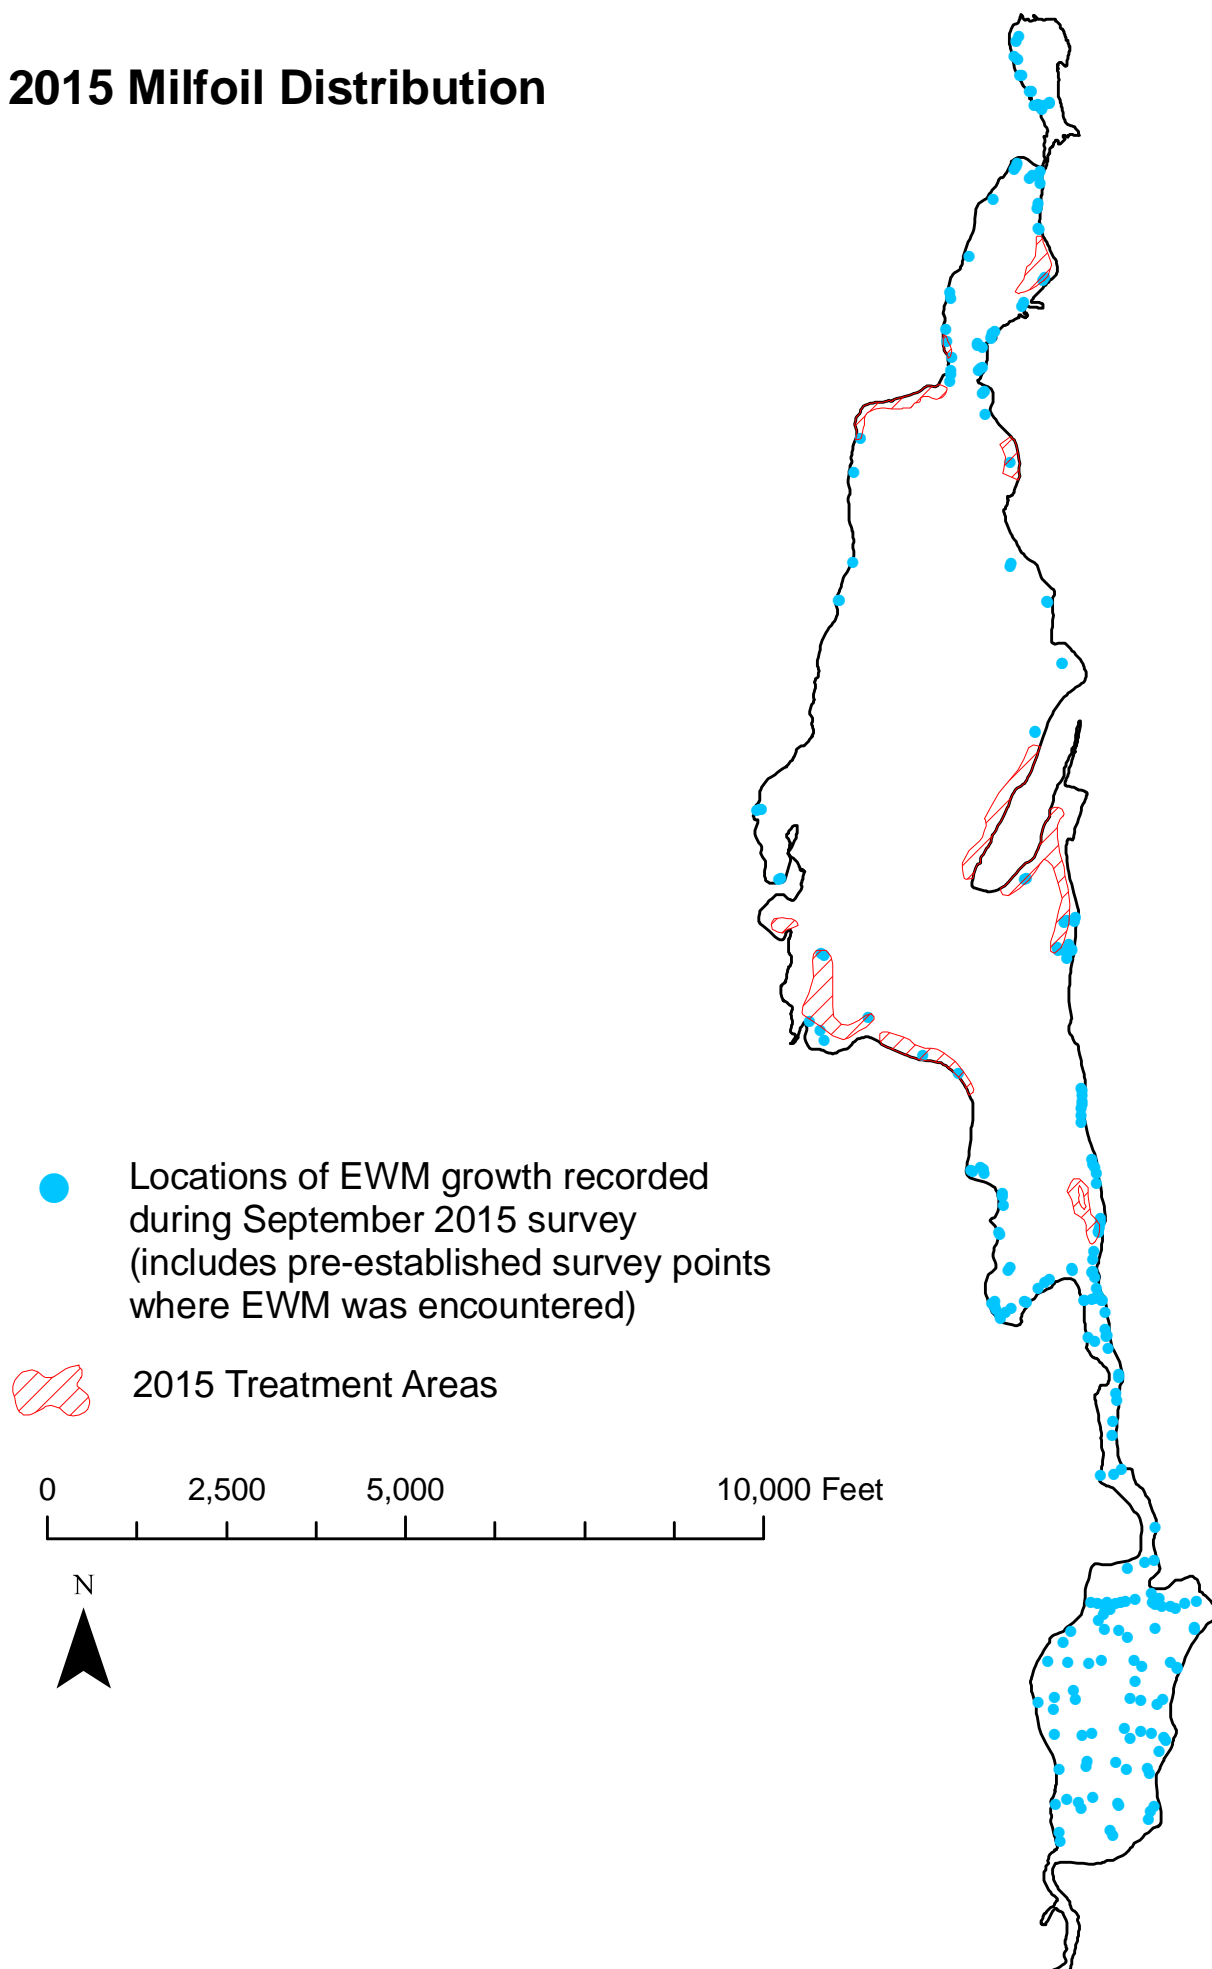 2015 Milfoil Distribution
Locations of EWM growth recorded
during September 2015 survey
(includes pre-established survey points
where EWM was encountered)
2015 Treatment Areas
0 2,500 5,000 10,000 Feet
N